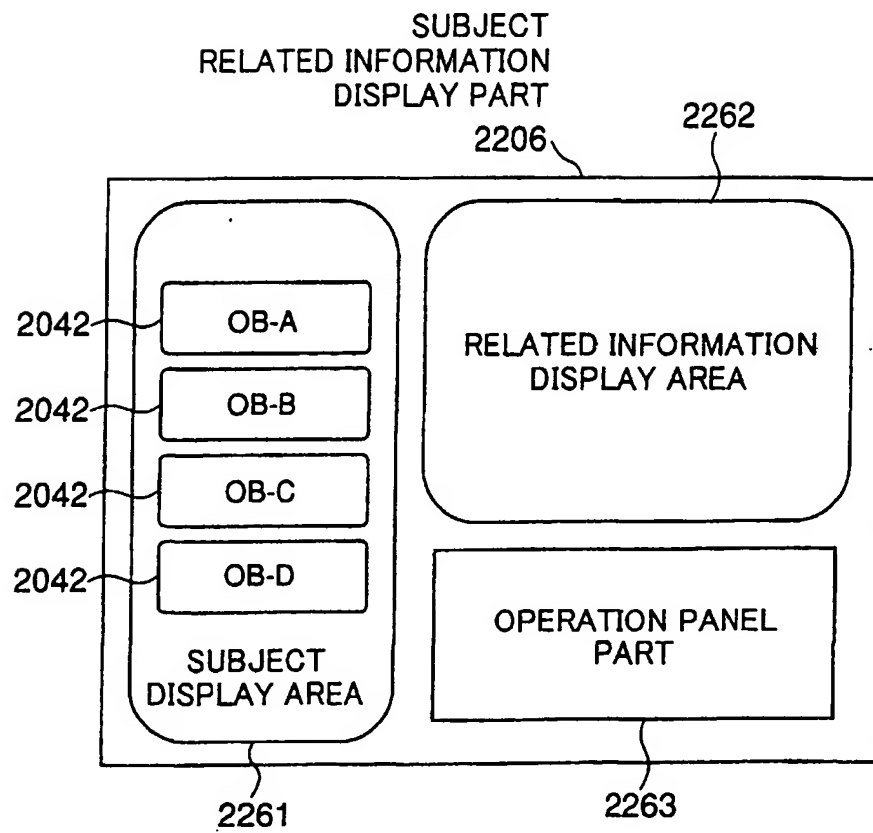 SUBJECT
RELATED INFORMATION
DISPLAY PART
2206
2262
2042
OB-A
2042
OB-B
2042
OB-C
2042
OB-D
SUBJECT
DISPLAY AREA
RELATED INFORMATION
DISPLAY AREA
OPERATION PANEL
PART
2261
2263